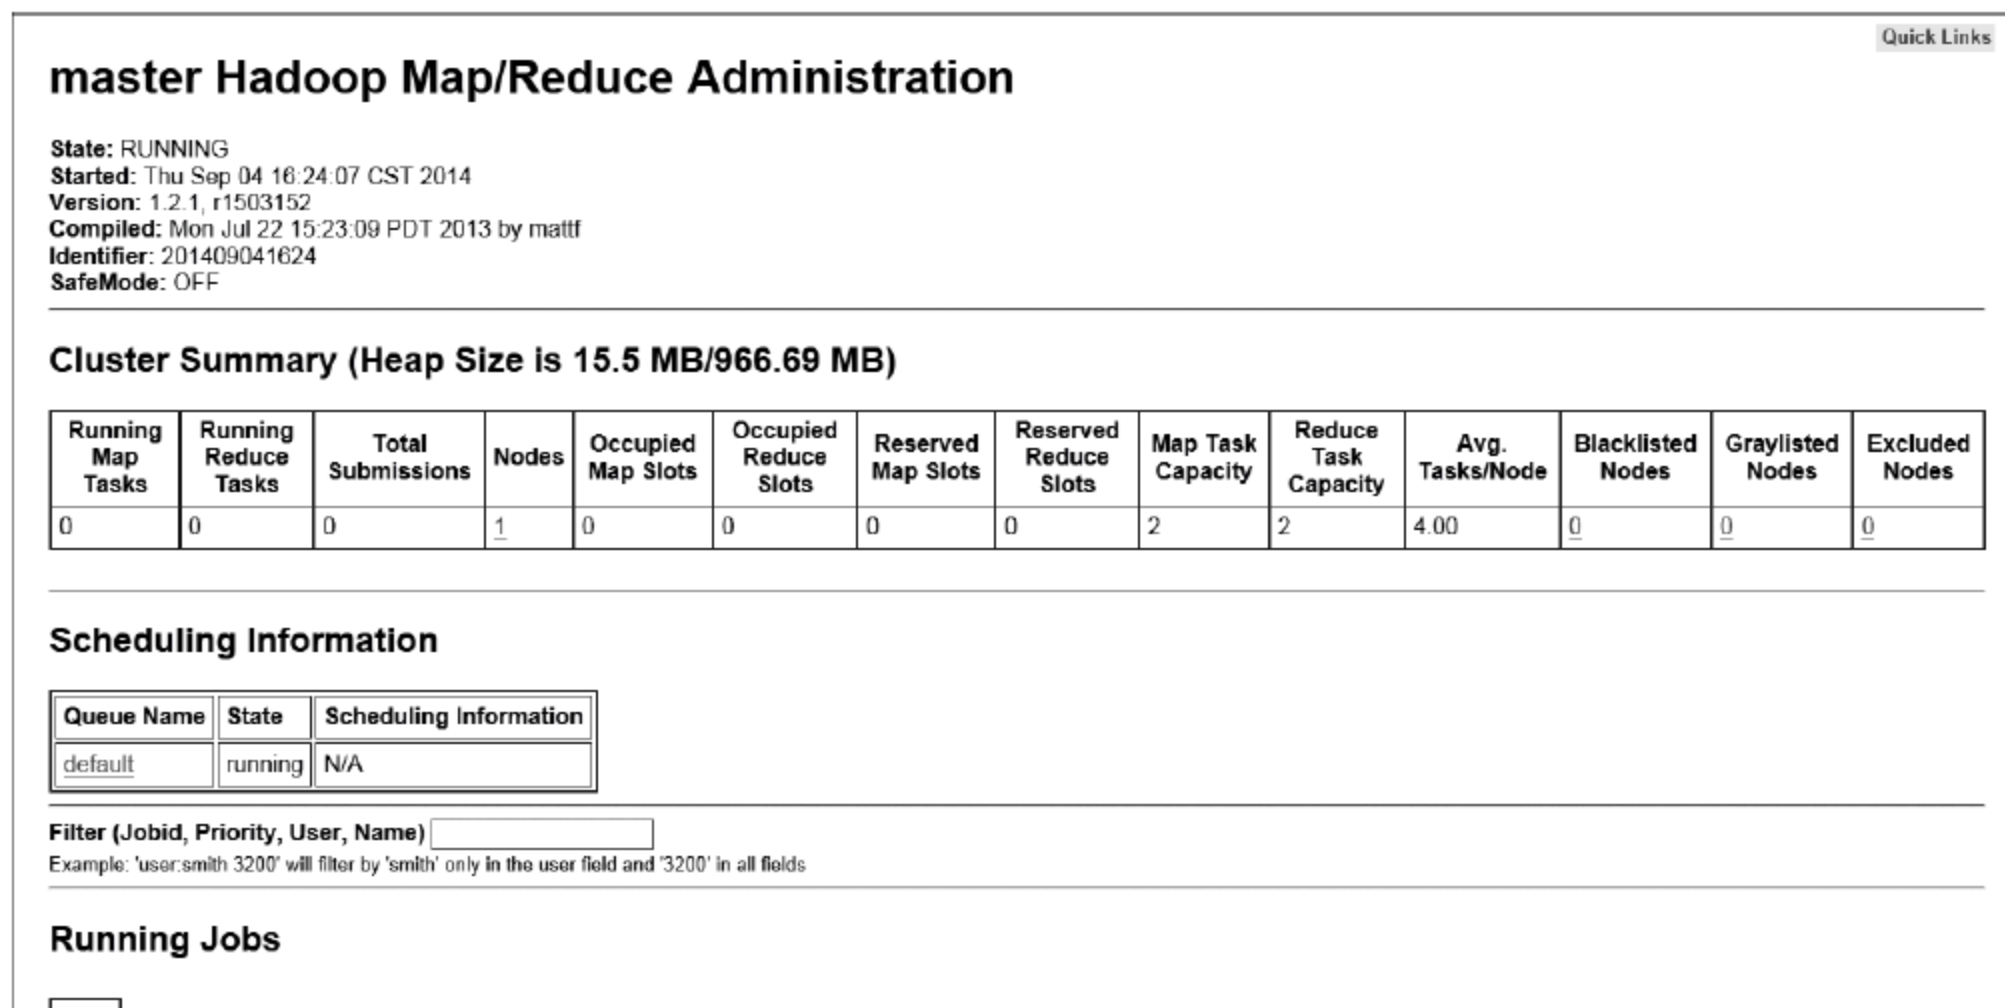 Quick Links
master Hadoop Map/Reduce Administration
State: RUNNING
Started: Thu Sep 04 16:24:07 CST 2014
Version: 1.2.1, r1503152
Compiled: Mon Jul 22 15:23:09 PDT 2013 by mattf
Identifier: 201409041624
SafeMode: OFF
Cluster Summary (Heap Size is 15.5 MB/966.69 MB)
Running Map Tasks Running Reduce Tasks Total Submissions Nodes Occupied Map Slots Occupied Reduce Slots Reserved Map Slots Reserved Reduce Slots Map Task Capacity Reduce Task Capacity Avg. Tasks/Node Blacklisted Nodes Graylisted Nodes Excluded Nodes
0 0 0 1 0 0 0 0 2 2 4.00 0 0 0
Scheduling Information
Queue Name State Scheduling Information
default running N/A
Filter (Jobid, Priority, User, Name)
Example: 'user:smith 3200' will filter by 'smith' only in the user field and '3200' in all fields
Running Jobs